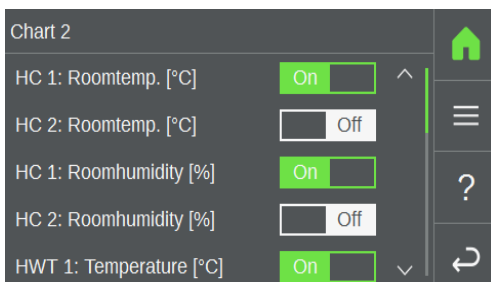 Chart 2
HC 1: Roomtemp. [°C] On
HC 2: Roomtemp. [°C] Off
HC 1: Roomhumidity [%] On
HC 2: Roomhumidity [%] Off
HWT 1: Temperature [°C] On
?